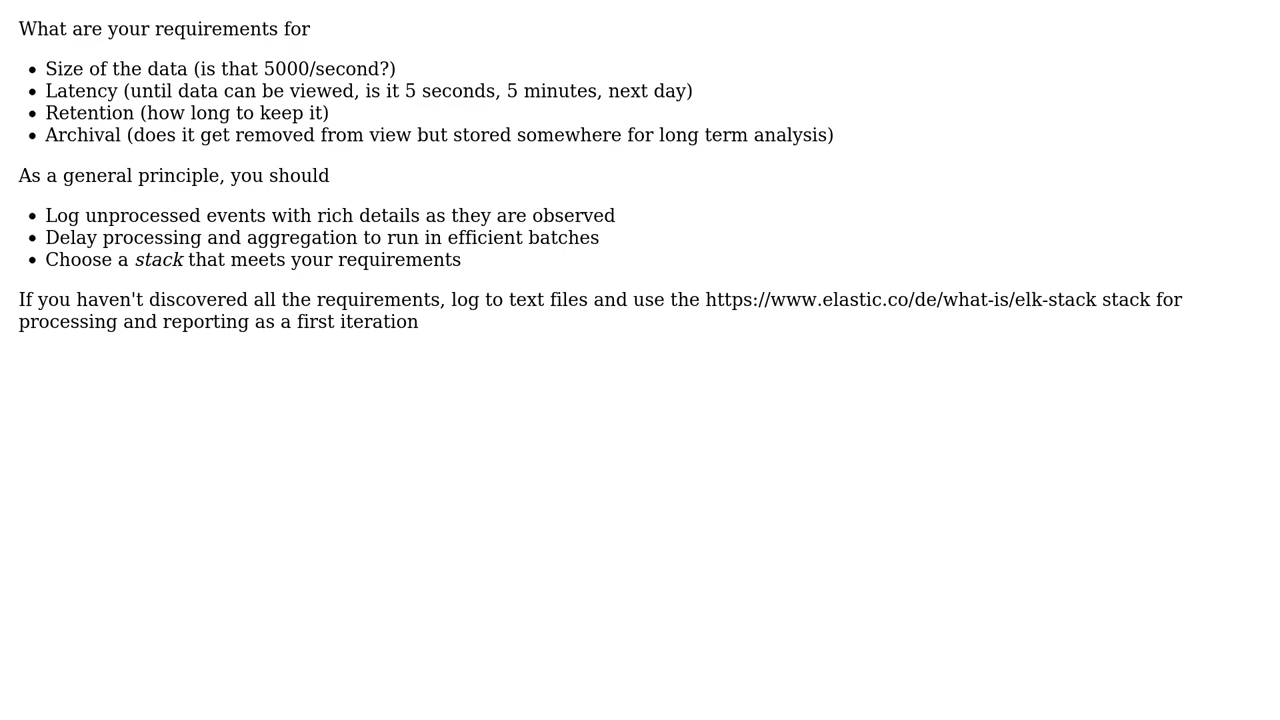 What are your requirements for
• Size of the data (is that 5000/second?)
• Latency (until data can be viewed, is it 5 seconds, 5 minutes, next day)
• Retention (how long to keep it)
• Archival (does it get removed from view but stored somewhere for long term analysis)
As a general principle, you should
• Log unprocessed events with rich details as they are observed
• Delay processing and aggregation to run in efficient batches
• Choose a stack that meets your requirements
If you haven't discovered all the requirements, log to text files and use the https://www.elastic.co/de/what-is/elk-stack stack for
processing and reporting as a first iteration